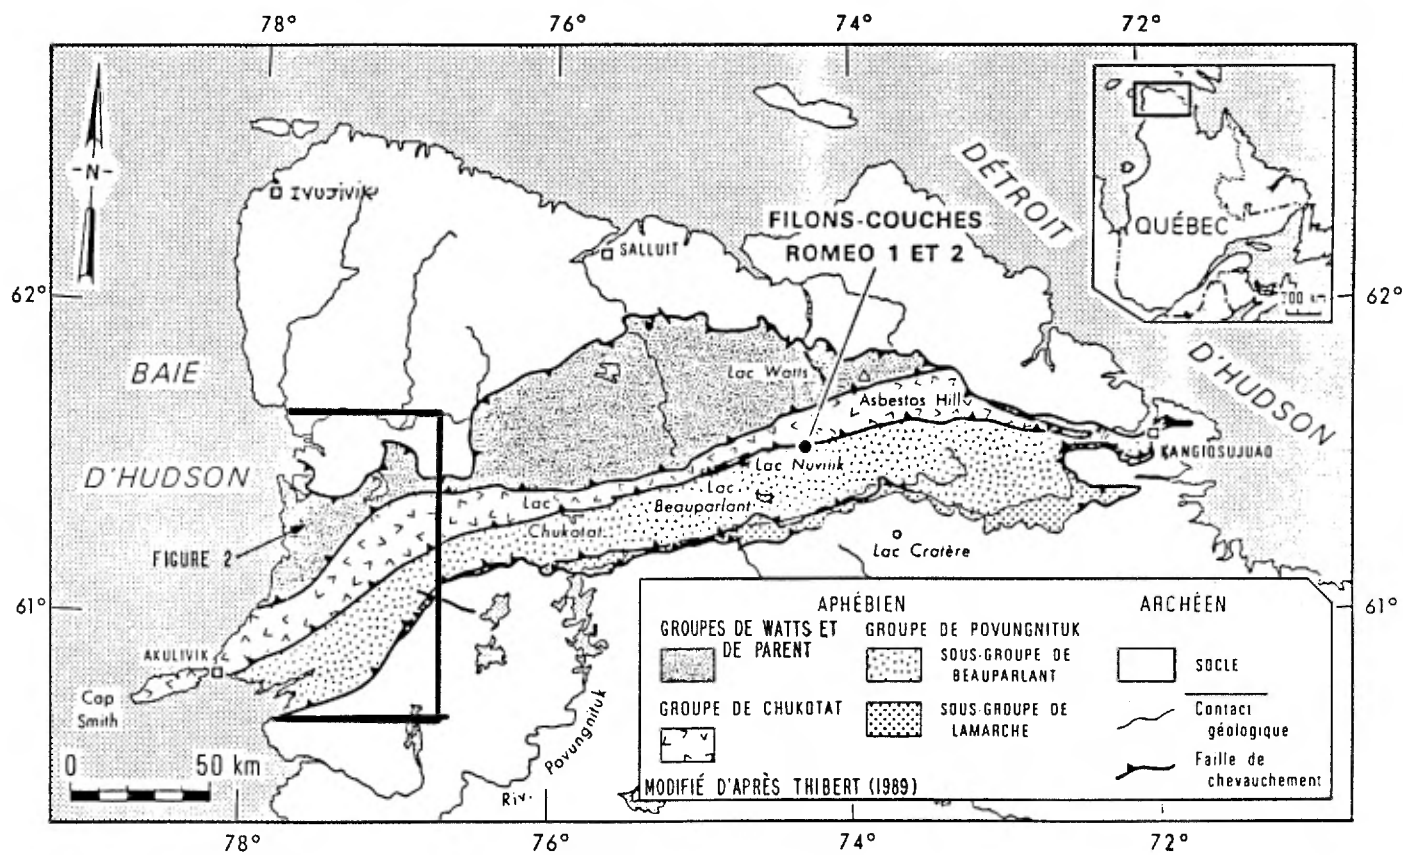 78°
76°
74°
72°
N
DÉTROIT
FILONS-COUCHES
ROMEO 1 ET 2
QUÉBEC
SALLUIT
62°
62°
BAIE
D'HUDSON
Lac Watts
D'HUDSON
Asbestos Hill
KANGIQSUJUAQ
Lac
Lac Nuvilik
Lac
Beauparlant
Chukotat
Lac Cratère
FIGURE 2
61°
61°
AKULIVIK
Cap
Smith
0 50 km
Riv. Povungnituk
APHÉBIEN
ARCHÉEN
GROUPES DE WATTS ET
DE PARENT
GROUPE DE POVUNGNITUK
SOUS-GROUPE DE
BEAUPARLANT
SOCLE
GROUPE DE CHUKOTAT
SOUS-GROUPE DE
LAMARCHE
Contact
géologique
Faille de
chevauchement
MODIFIÉ D'APRÈS THIBERT (1989)
78°
76°
74°
72°